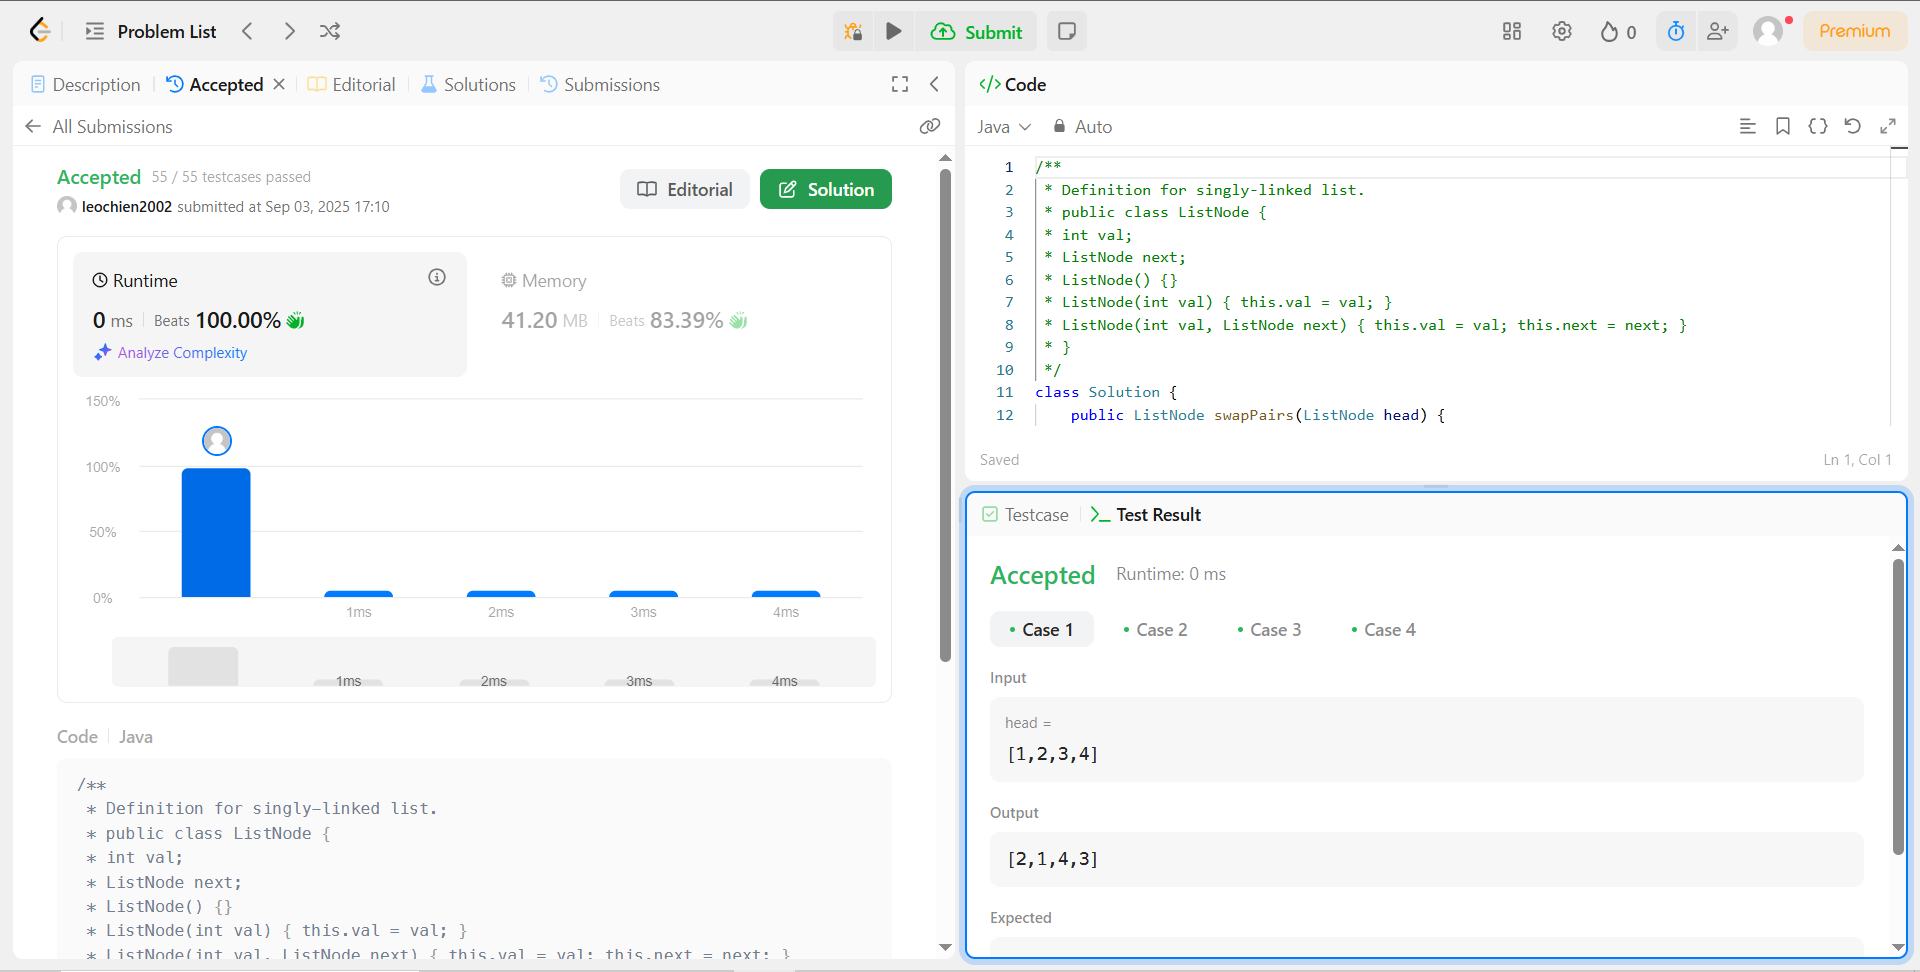 Problem List
Submit
0
Premium
Description
Accepted
Editorial
Solutions
Submissions
All Submissions
Accepted 55 / 55 testcases passed
leochien2002 submitted at Sep 03, 2025 17:10
Editorial
Solution
Runtime
0 ms Beats 100.00%
Analyze Complexity
Memory
41.20 MB Beats 83.39%
150%
100%
50%
0%
1ms 2ms 3ms 4ms
1ms 2ms 3ms 4ms
Code Java
/**
* Definition for singly-linked list.
* public class ListNode {
* int val;
* ListNode next;
* ListNode() {}
* ListNode(int val) { this.val = val; }
* ListNode(int val, ListNode next) { this.val = val; this.next = next; }
</> Code
Java Auto
1 /**
2 * Definition for singly-linked list.
3 * public class ListNode {
4 * int val;
5 * ListNode next;
6 * ListNode() {}
7 * ListNode(int val) { this.val = val; }
8 * ListNode(int val, ListNode next) { this.val = val; this.next = next; }
9 * }
10 */
11 class Solution {
12 public ListNode swapPairs(ListNode head) {
Saved Ln 1, Col 1
Testcase
Test Result
Accepted Runtime: 0 ms
• Case 1 • Case 2 • Case 3 • Case 4
Input
head =
[1,2,3,4]
Output
[2,1,4,3]
Expected